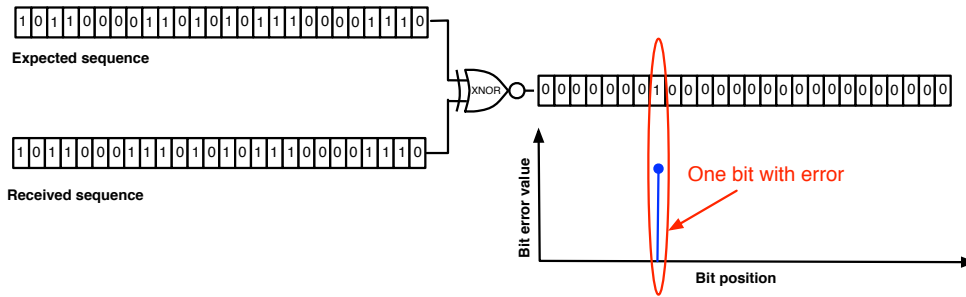 1 0 1 1 0 0 0 0 1 1 0 1 0 1 0 1 1 1 0 0 0 0 1 1 1 0
Expected sequence
XNOR
0 0 0 0 0 0 0 1 0 0 0 0 0 0 0 0 0 0 0 0 0 0 0 0 0 0
1 0 1 1 0 0 0 1 1 1 0 1 0 1 0 1 1 1 0 0 0 0 1 1 1 0
Received sequence
Bit error value
One bit with error
Bit position